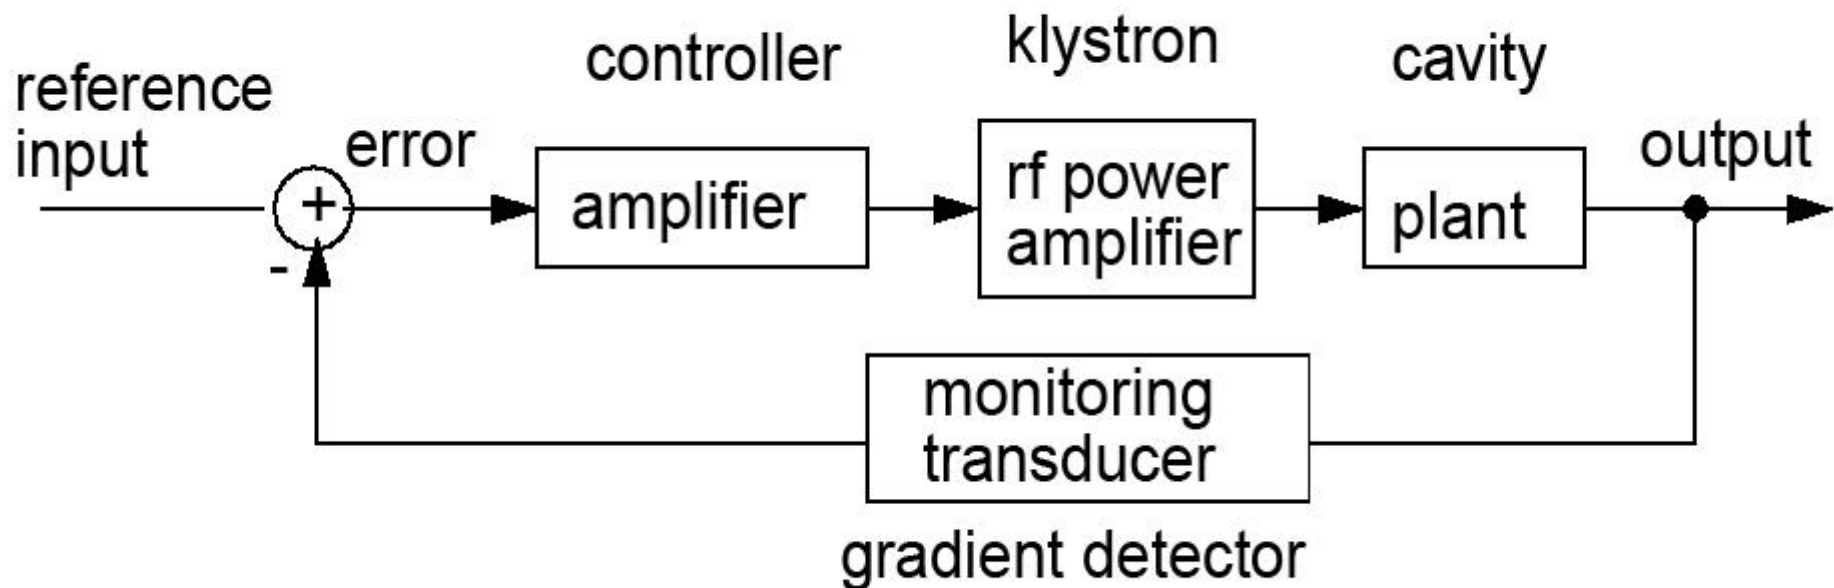 controller
klystron
cavity
reference
input
error
+
-
amplifier
rf power
amplifier
plant
output
monitoring
transducer
gradient detector